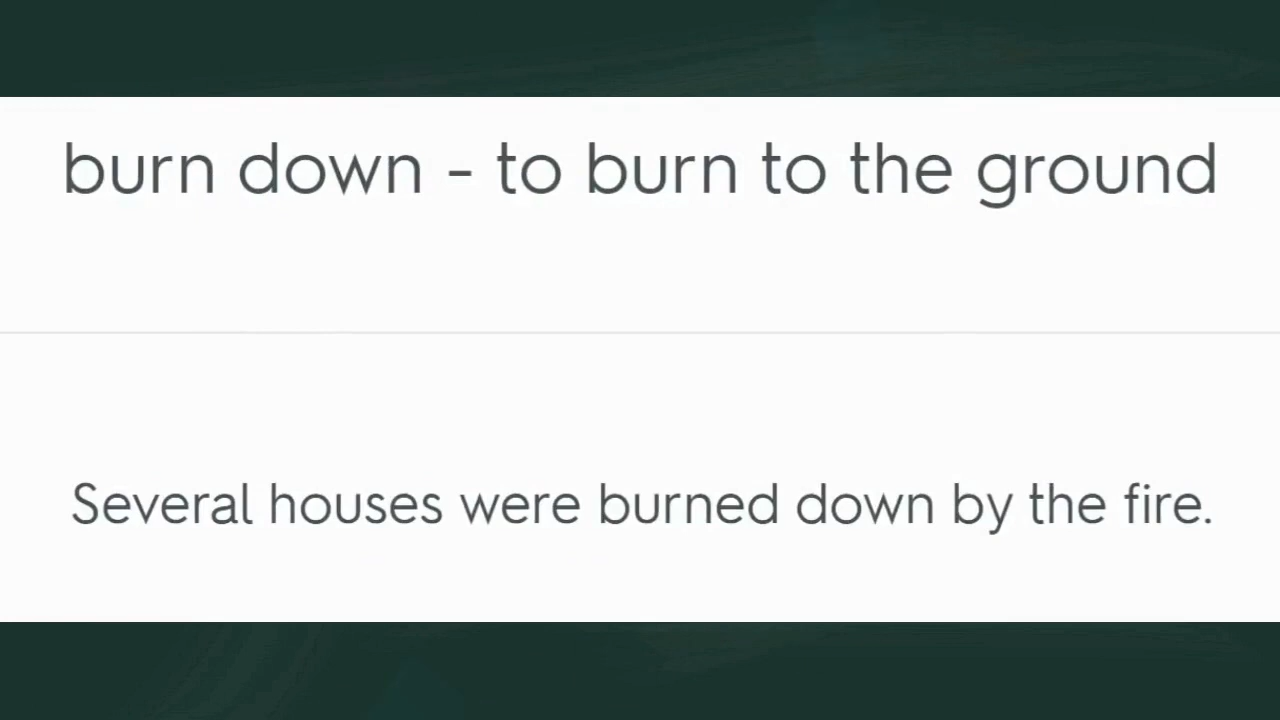 burn down - to burn to the ground
Several houses were burned down by the fire.